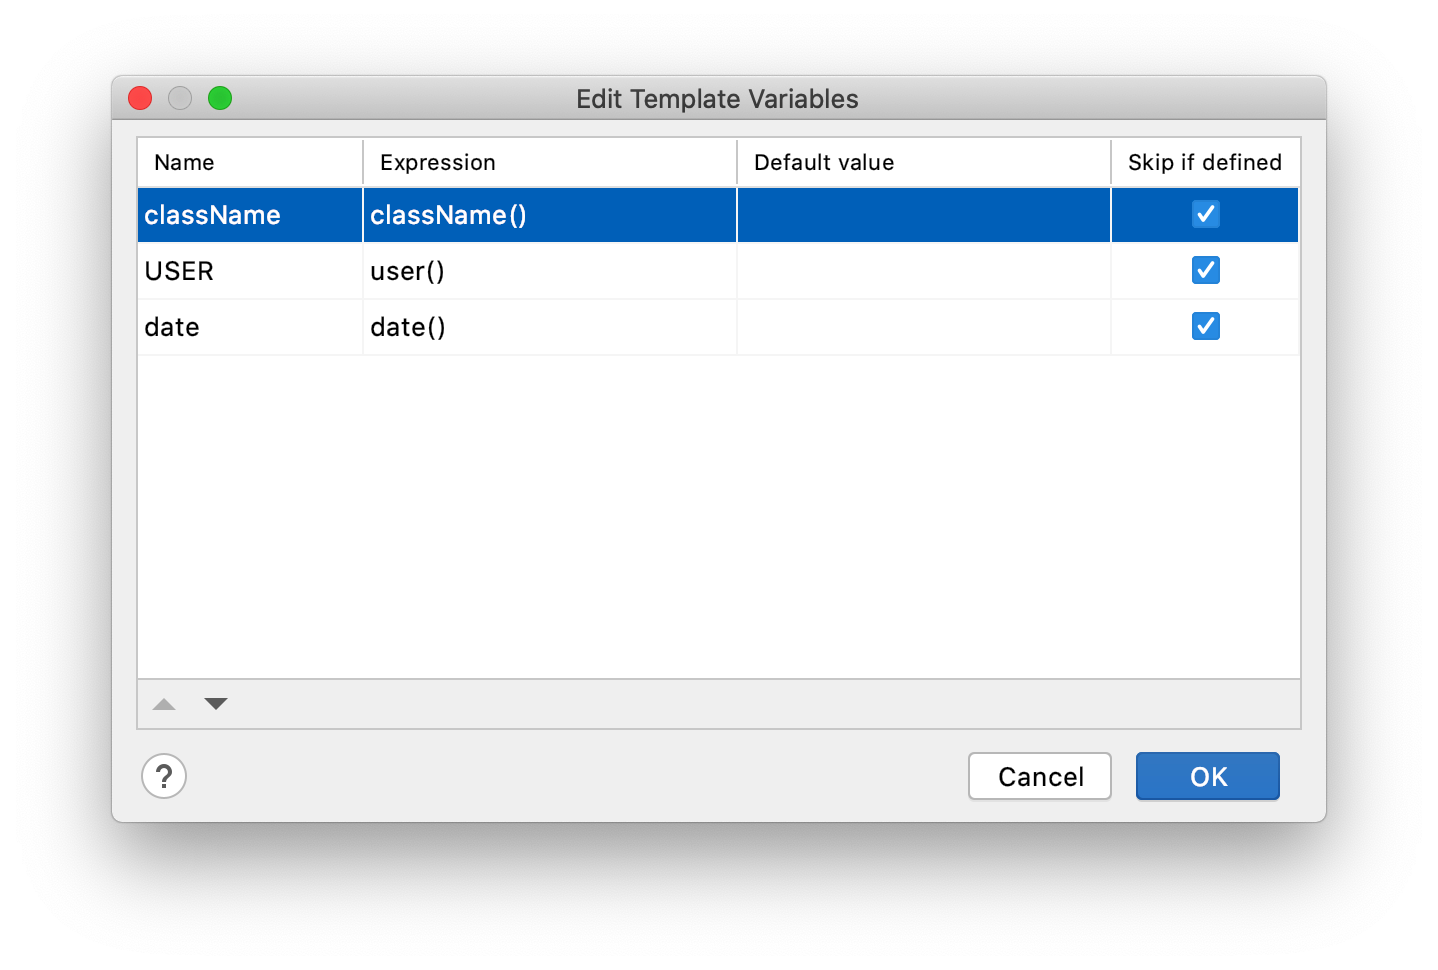 Edit Template Variables
Name Expression Default value Skip if defined
className className()
USER user()
date date()
?
Cancel OK